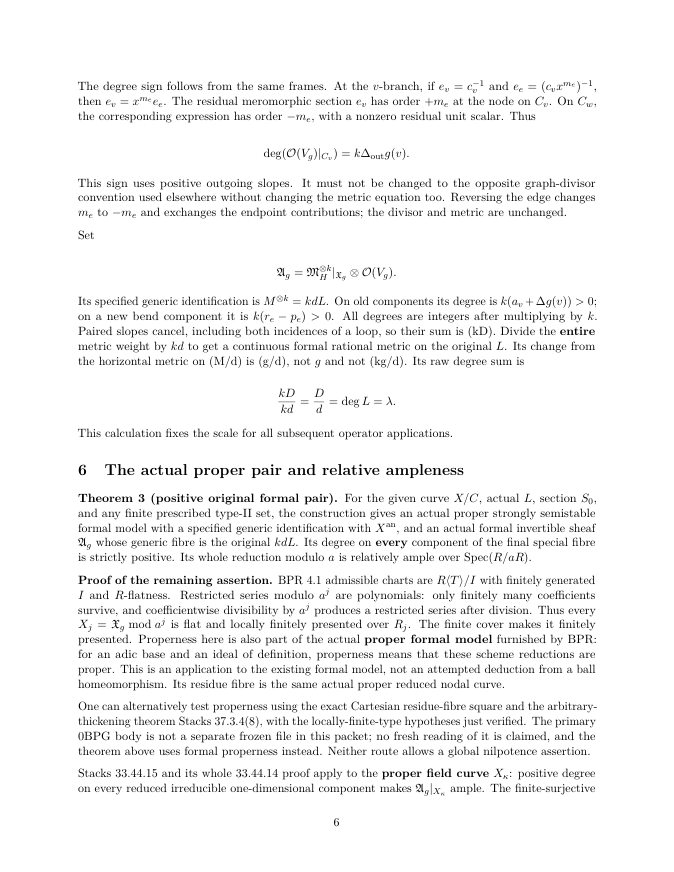 The degree sign follows from the same frames. At the v-branch, if e_v = c_v^{-1} and e_e = (c_v x^{m_e})^{-1},
then e_v = x^{m_e} e_e. The residual meromorphic section e_v has order +m_e at the node on C_v. On C_w,
the corresponding expression has order −m_e, with a nonzero residual unit scalar. Thus
deg(𝒪(V_g)|_{C_v}) = kΔ_out g(v).
This sign uses positive outgoing slopes. It must not be changed to the opposite graph-divisor
convention used elsewhere without changing the metric equation too. Reversing the edge changes
m_e to −m_e and exchanges the endpoint contributions; the divisor and metric are unchanged.
Set
𝔄_g = 𝔐_H^{⊗k}|_{𝔛_g} ⊗ 𝒪(V_g).
Its specified generic identification is M^{⊗k} = kdL. On old components its degree is k(a_v + Δg(v)) > 0;
on a new bend component it is k(r_e − p_e) > 0. All degrees are integers after multiplying by k.
Paired slopes cancel, including both incidences of a loop, so their sum is (kD). Divide the entire
metric weight by kd to get a continuous formal rational metric on the original L. Its change from
the horizontal metric on (M/d) is (g/d), not g and not (kg/d). Its raw degree sum is
kD/kd = D/d = deg L = λ.
This calculation fixes the scale for all subsequent operator applications.
6 The actual proper pair and relative ampleness
Theorem 3 (positive original formal pair). For the given curve X/C, actual L, section S_0,
and any finite prescribed type-II set, the construction gives an actual proper strongly semistable
formal model with a specified generic identification with X^{an}, and an actual formal invertible sheaf
𝔄_g whose generic fibre is the original kdL. Its degree on every component of the final special fibre
is strictly positive. Its whole reduction modulo a is relatively ample over Spec(R/aR).
Proof of the remaining assertion. BPR 4.1 admissible charts are R⟨T⟩/I with finitely generated
I and R-flatness. Restricted series modulo a^j are polynomials: only finitely many coefficients
survive, and coefficientwise divisibility by a^j produces a restricted series after division. Thus every
X_j = 𝔛_g mod a^j is flat and locally finitely presented over R_j. The finite cover makes it finitely
presented. Properness here is also part of the actual proper formal model furnished by BPR:
for an adic base and an ideal of definition, properness means that these scheme reductions are
proper. This is an application to the existing formal model, not an attempted deduction from a ball
homeomorphism. Its residue fibre is the same actual proper reduced nodal curve.
One can alternatively test properness using the exact Cartesian residue-fibre square and the arbitrary-
thickening theorem Stacks 37.3.4(8), with the locally-finite-type hypotheses just verified. The primary
0BPG body is not a separate frozen file in this packet; no fresh reading of it is claimed, and the
theorem above uses formal properness instead. Neither route allows a global nilpotence assertion.
Stacks 33.44.15 and its whole 33.44.14 proof apply to the proper field curve X_κ: positive degree
on every reduced irreducible one-dimensional component makes 𝔄_g|_{X_κ} ample. The finite-surjective
6